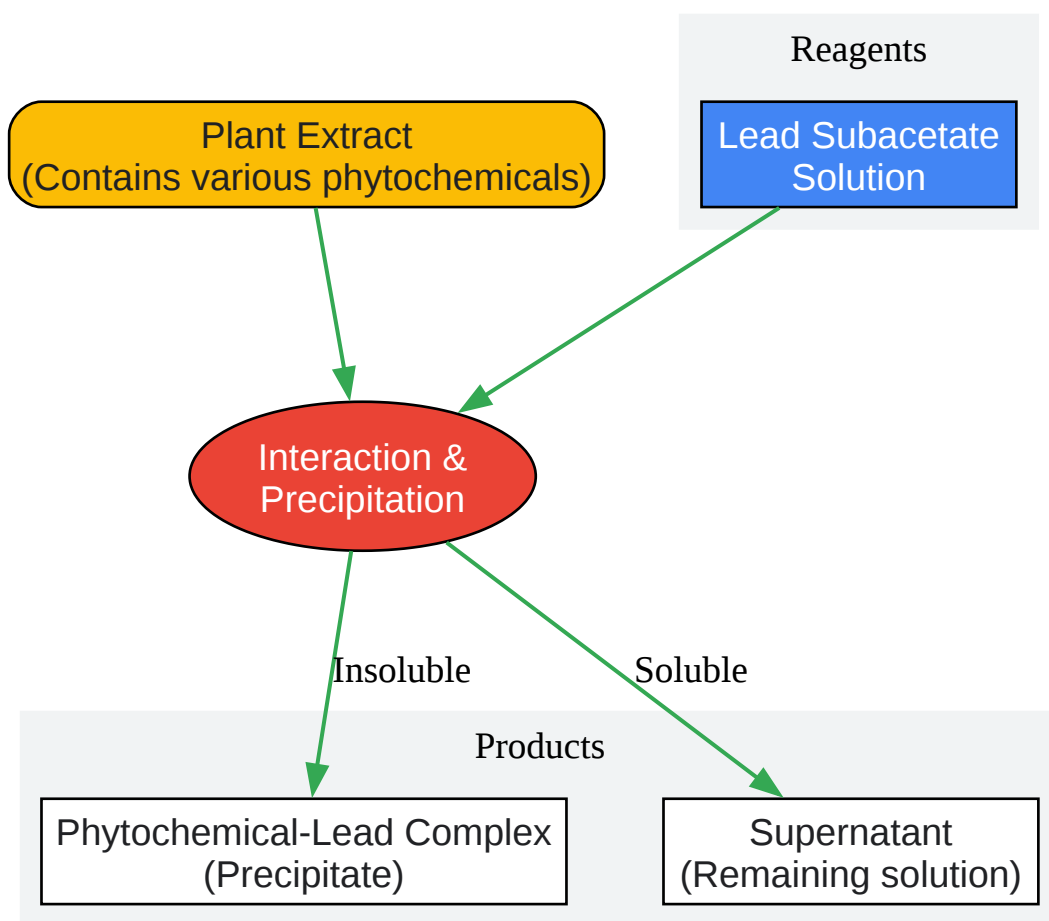 Reagents
Plant Extract
(Contains various phytochemicals)
Lead Subacetate
Solution
Interaction &
Precipitation
Insoluble
Soluble
Products
Phytochemical-Lead Complex
(Precipitate)
Supernatant
(Remaining solution)